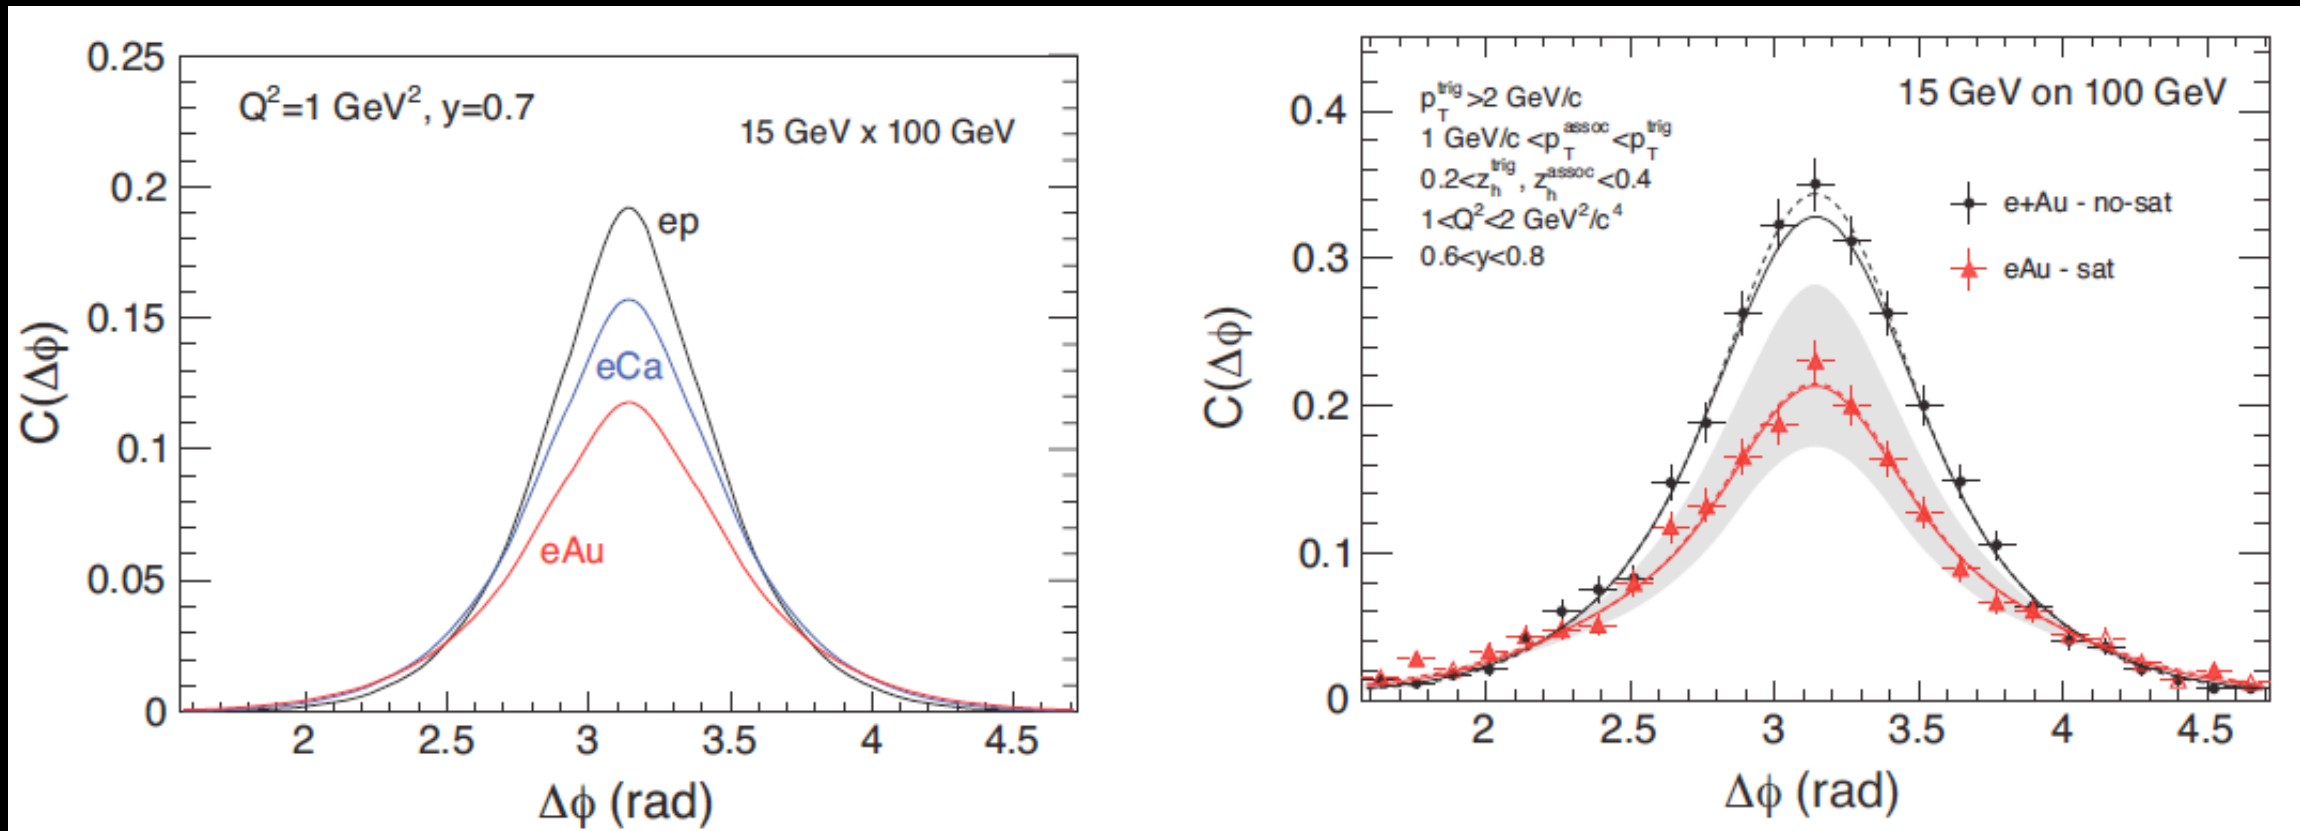 0.25
0.2
0.15
0.1
0.05
0
C(Δϕ)
Q²=1 GeV², y=0.7
15 GeV x 100 GeV
ep
eCa
eAu
2 2.5 3 3.5 4 4.5
Δϕ (rad)
0.4
0.3
0.2
0.1
0
C(Δϕ)
p_T^trig >2 GeV/c
1 GeV/c <p_T^assoc <p_T^trig
0.2<z_h^trig, z_h^assoc<0.4
1<Q²<2 GeV²/c⁴
0.6<y<0.8
15 GeV on 100 GeV
e+Au - no-sat
eAu - sat
2 2.5 3 3.5 4 4.5
Δϕ (rad)